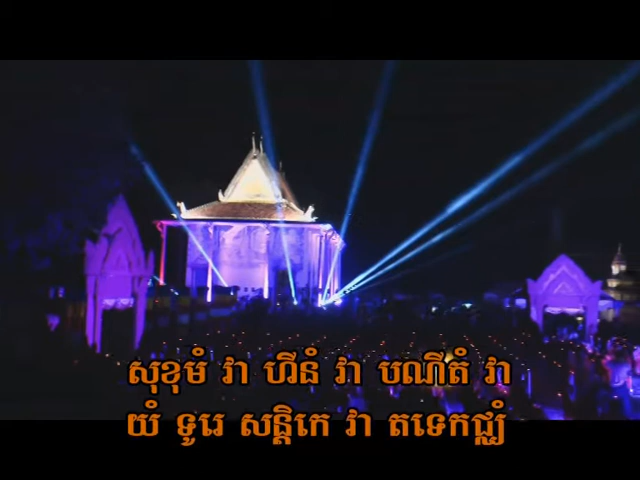 សុខុមំ វា ហីនំ វា បណីតំ វា
យំ ទូរេ សន្តិកេ វា តទេកជ្ឈំ